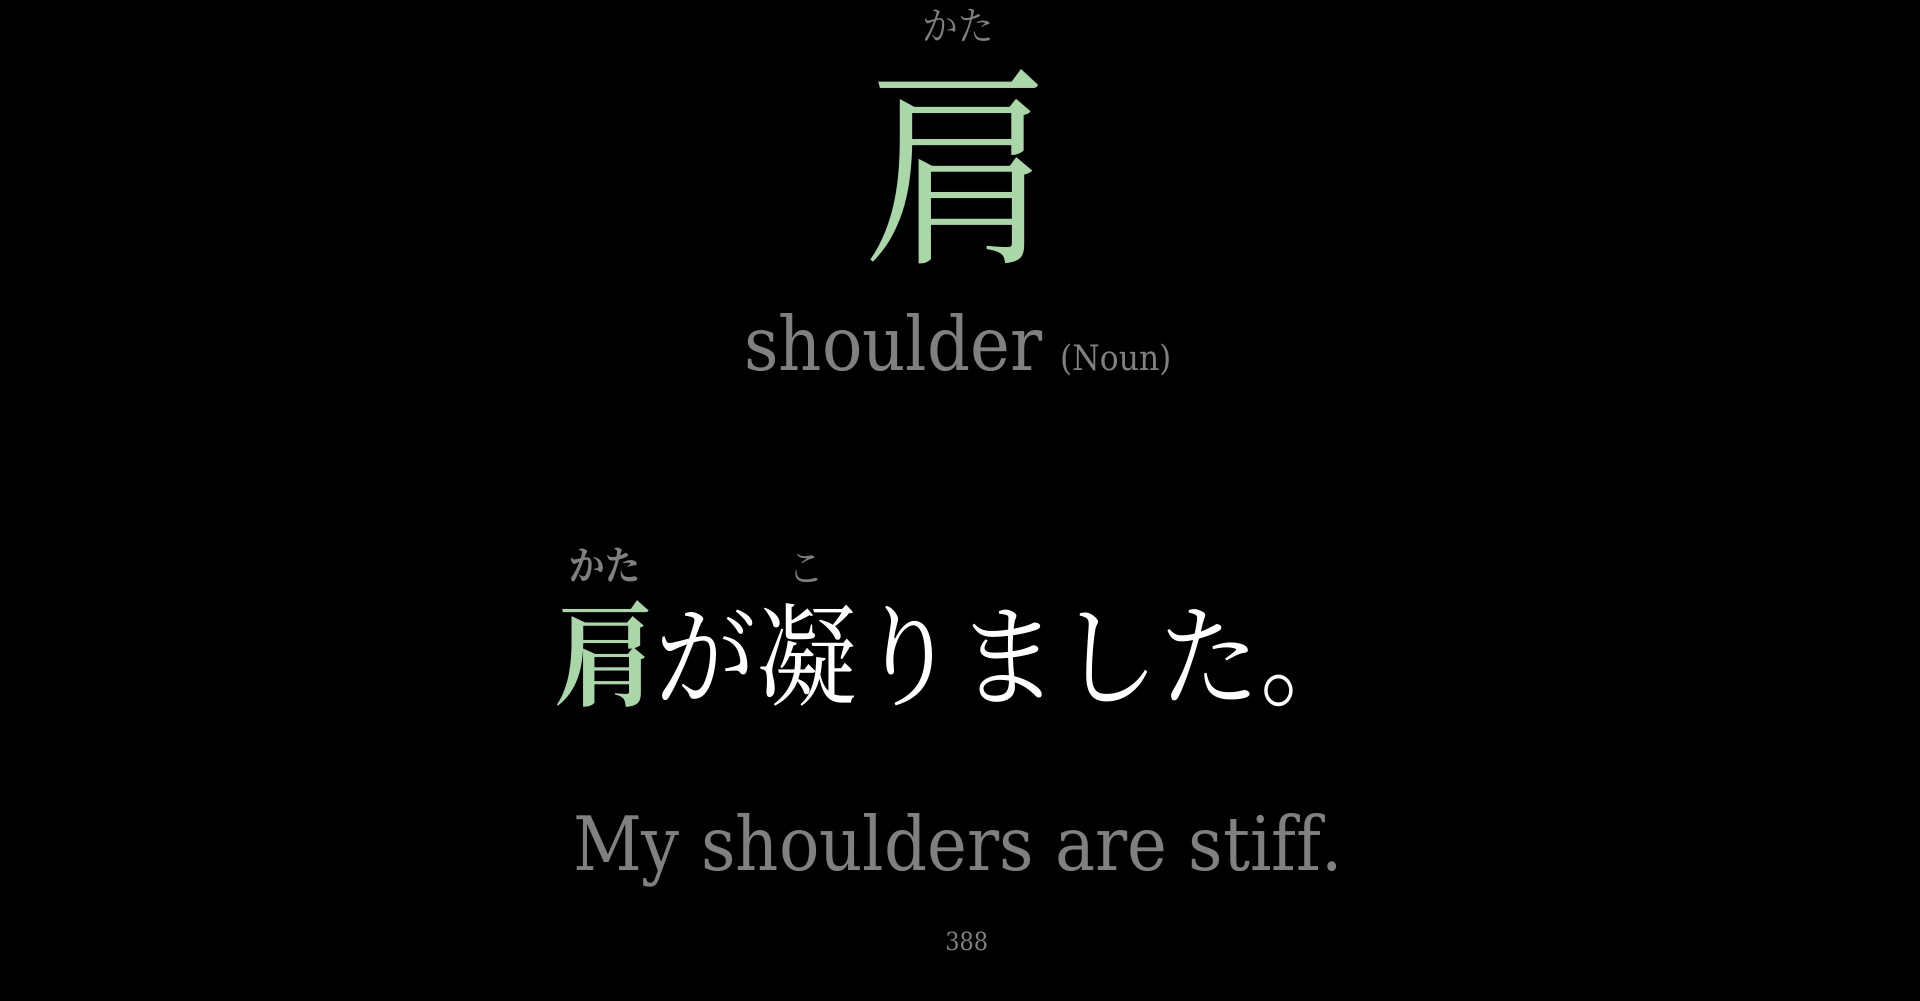 かた
肩
shoulder (Noun)
かた こ
肩が凝りました。
My shoulders are stiff.
388